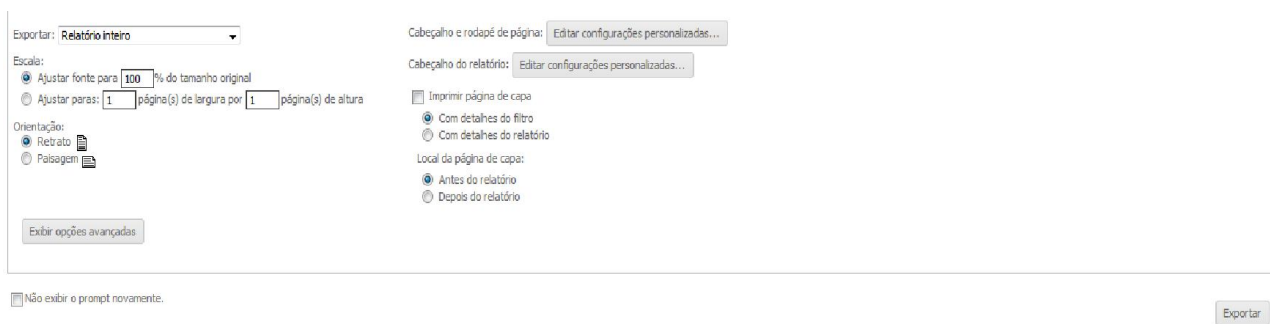 Exportar: Relatório inteiro
Escala:
Ajustar fonte para 100 % do tamanho original
Ajustar paras: 1 página(s) de largura por 1 página(s) de altura
Orientação:
Retrato
Paisagem
Exibir opções avançadas
Cabeçalho e rodapé de página: Editar configurações personalizadas...
Cabeçalho do relatório: Editar configurações personalizadas...
Imprimir página de capa
Com detalhes do filtro
Com detalhes do relatório
Local da página de capa:
Antes do relatório
Depois do relatório
Não exibir o prompt novamente.
Exportar